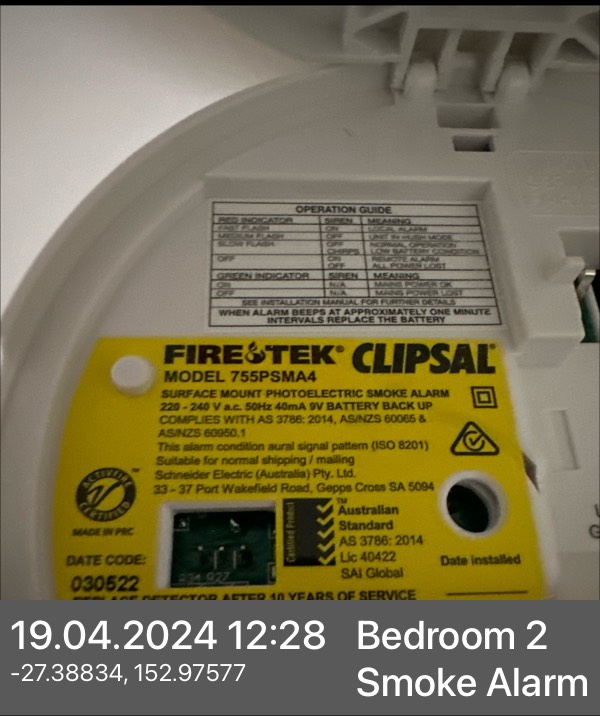 OPERATION GUIDE
RED INDICATOR SIREN MEANING
FAST FLASH ON LOCAL ALARM
MEDIUM FLASH OFF UNIT IN HUSH MODE
SLOW FLASH OFF NORMAL OPERATION
CHIRPS LOW BATTERY CONDITION
OFF ON REMOTE ALARM
OFF ALL POWER LOST
GREEN INDICATOR SIREN MEANING
ON N/A MAINS POWER OK
OFF N/A MAINS POWER LOST
SEE INSTALLATION MANUAL FOR FURTHER DETAILS
WHEN ALARM BEEPS AT APPROXIMATELY ONE MINUTE
INTERVALS REPLACE THE BATTERY
FIRETEK® CLIPSAL®
MODEL 755PSMA4
SURFACE MOUNT PHOTOELECTRIC SMOKE ALARM
220 - 240 V a.c. 50Hz 40mA 9V BATTERY BACK UP
COMPLIES WITH AS 3786: 2014, AS/NZS 60065 &
AS/NZS 60950.1
This alarm condition aural signal pattern (ISO 8201)
Suitable for normal shipping / mailing
Schneider Electric (Australia) Pty. Ltd.
33 - 37 Port Wakefield Road, Gepps Cross SA 5094
ACTIVFIRE CERTIFIED
MADE IN PRC
Certified Product
™
Australian
Standard
AS 3786: 2014
Lic 40422
SAI Global
DATE CODE:
030522
Date installed
REPLACE DETECTOR AFTER 10 YEARS OF SERVICE
19.04.2024 12:28
-27.38834, 152.97577
Bedroom 2
Smoke Alarm